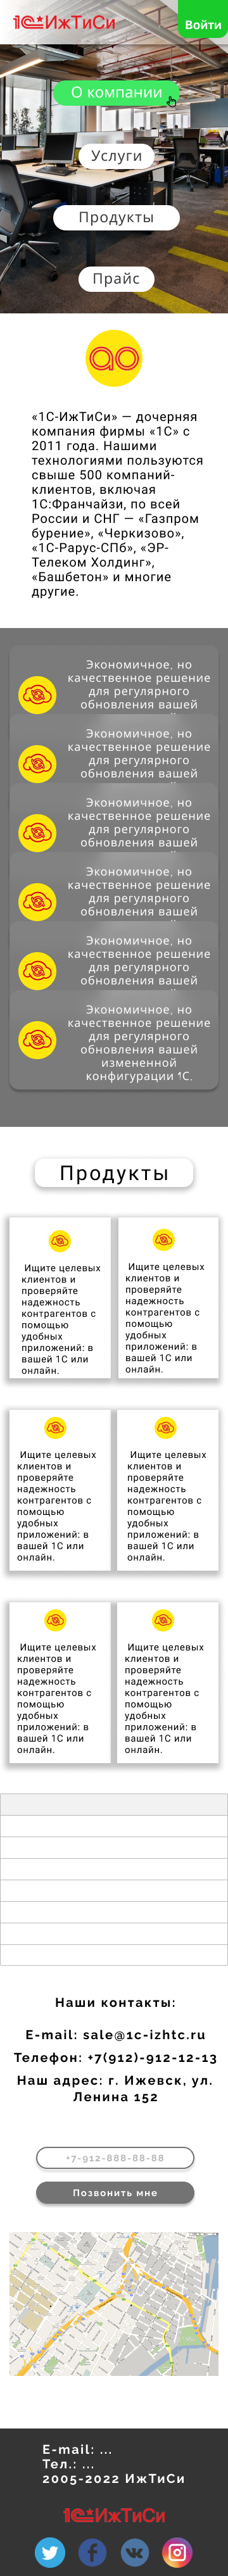 1С ИжТиСи
Войти
О компании
Услуги
Продукты
Прайс
«1С-ИжТиСи» — дочерняя
компания фирмы «1С» с
2011 года. Нашими
технологиями пользуются
свыше 500 компаний-
клиентов, включая
1С:Франчайзи, по всей
России и СНГ — «Газпром
бурение», «Черкизово»,
«1С-Рарус-СПб», «ЭР-
Телеком Холдинг»,
«Башбетон» и многие
другие.
Экономичное, но
качественное решение
для регулярного
обновления вашей
Экономичное, но
качественное решение
для регулярного
обновления вашей
Экономичное, но
качественное решение
для регулярного
обновления вашей
Экономичное, но
качественное решение
для регулярного
обновления вашей
Экономичное, но
качественное решение
для регулярного
обновления вашей
Экономичное, но
качественное решение
для регулярного
обновления вашей
измененной
конфигурации 1С.
Продукты
Ищите целевых
клиентов и
проверяйте
надежность
контрагентов с
помощью
удобных
приложений: в
вашей 1С или
онлайн.
Ищите целевых
клиентов и
проверяйте
надежность
контрагентов с
помощью
удобных
приложений: в
вашей 1С или
онлайн.
Ищите целевых
клиентов и
проверяйте
надежность
контрагентов с
помощью
удобных
приложений: в
вашей 1С или
онлайн.
Ищите целевых
клиентов и
проверяйте
надежность
контрагентов с
помощью
удобных
приложений: в
вашей 1С или
онлайн.
Ищите целевых
клиентов и
проверяйте
надежность
контрагентов с
помощью
удобных
приложений: в
вашей 1С или
онлайн.
Ищите целевых
клиентов и
проверяйте
надежность
контрагентов с
помощью
удобных
приложений: в
вашей 1С или
онлайн.
Наши контакты:
E-mail: sale@1c-izhtc.ru
Телефон: +7(912)-912-12-13
Наш адрес: г. Ижевск, ул.
Ленина 152
+7-912-888-88-88
Позвонить мне
E-mail: ...
Тел.: ...
2005-2022 ИжТиСи
1С ИжТиСи